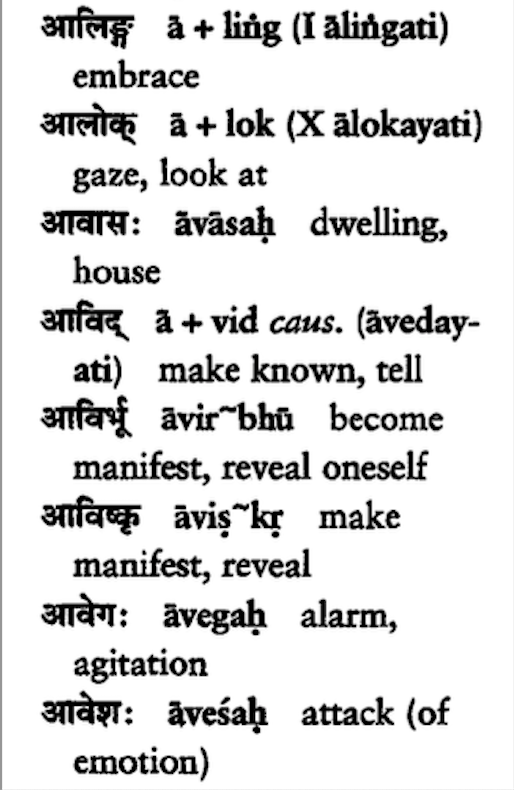 आलिङ्ग् ā + liṅg (I āliṅgati)
embrace
आलोक् ā + lok (X ālokayati)
gaze, look at
आवासः āvāsaḥ dwelling,
house
आविद् ā + vid caus. (āveday-
ati) make known, tell
आविर्भू āvir~bhū become
manifest, reveal oneself
आविष्कृ āviṣ~kṛ make
manifest, reveal
आवेगः āvegaḥ alarm,
agitation
आवेशः āveśaḥ attack (of
emotion)